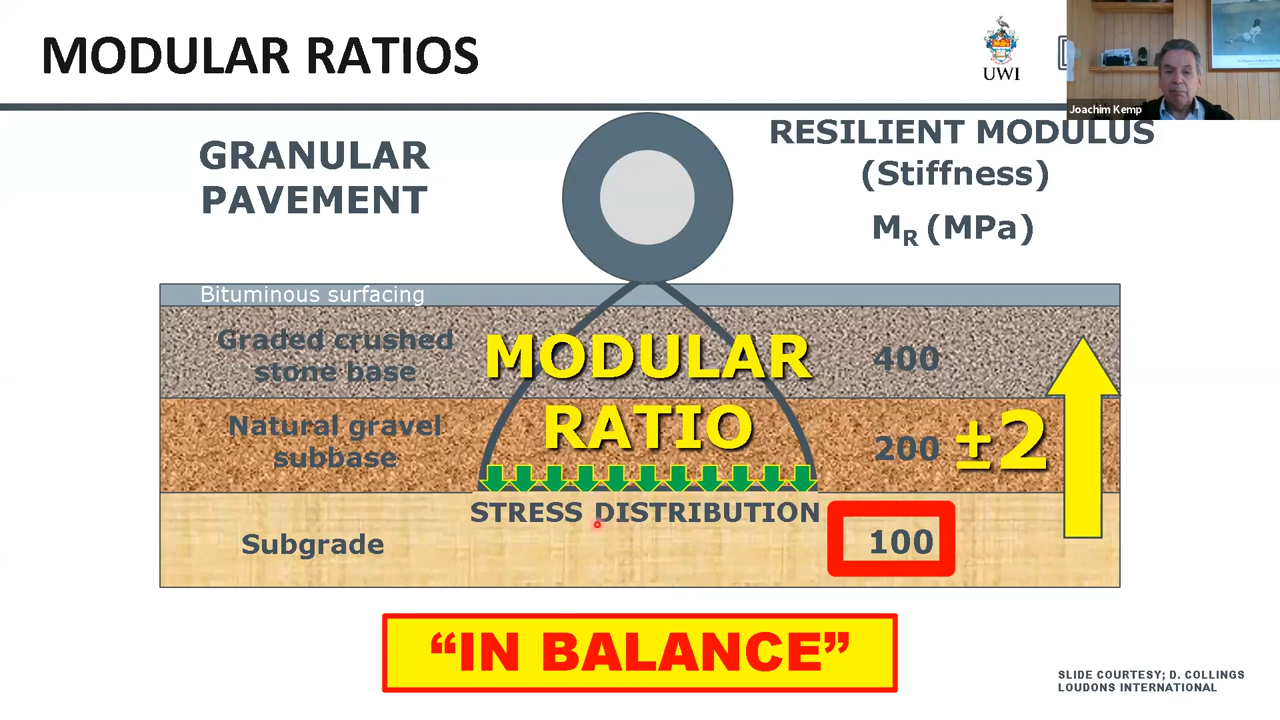 MODULAR RATIOS
UWI
Joachim Kemp
GRANULAR
PAVEMENT
RESILIENT MODULUS
(Stiffness)
MR (MPa)
Bituminous surfacing
Graded crushed
stone base
400
MODULAR
RATIO
Natural gravel
subbase
200
±2
STRESS DISTRIBUTION
Subgrade
100
“IN BALANCE”
SLIDE COURTESY; D. COLLINGS
LOUDONS INTERNATIONAL